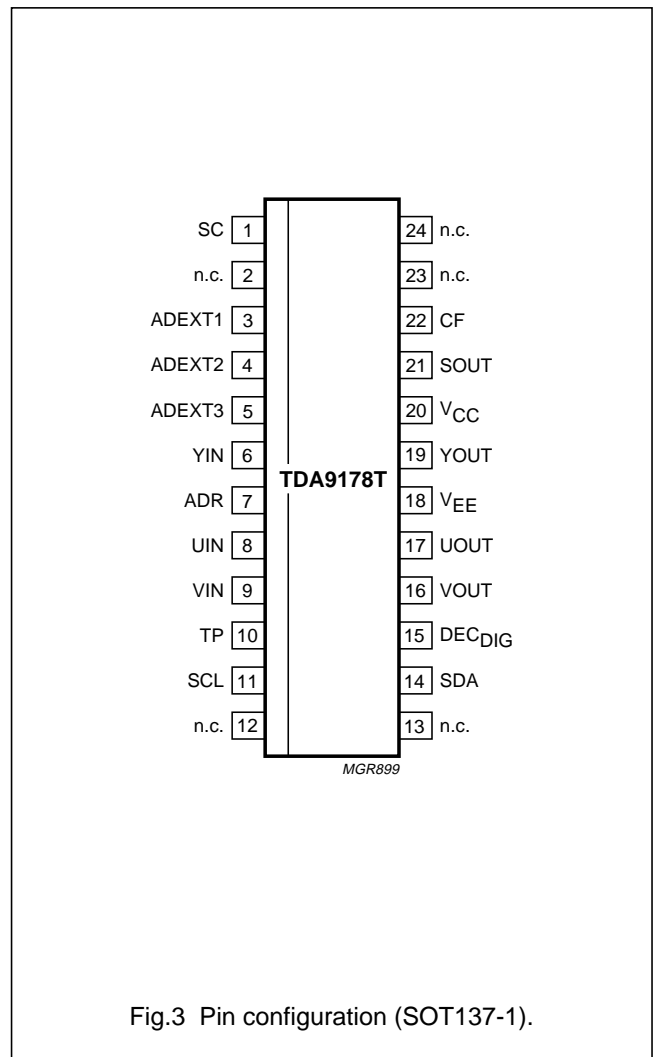 SC 1 24 n.c.
n.c. 2 23 n.c.
ADEXT1 3 22 CF
ADEXT2 4 21 SOUT
ADEXT3 5 20 VCC
YIN 6 19 YOUT
TDA9178T
ADR 7 18 VEE
UIN 8 17 UOUT
VIN 9 16 VOUT
TP 10 15 DECDIG
SCL 11 14 SDA
n.c. 12 13 n.c.
MGR899
Fig.3 Pin configuration (SOT137-1).